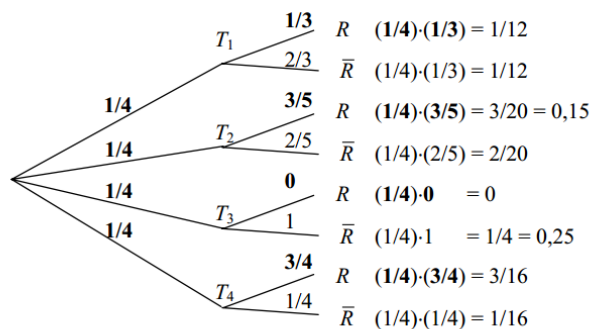 1/3 R (1/4)·(1/3) = 1/12
T1
2/3 R̅ (1/4)·(1/3) = 1/12
1/4
3/5 R (1/4)·(3/5) = 3/20 = 0,15
T2
2/5 R̅ (1/4)·(2/5) = 2/20
1/4
0 R (1/4)·0 = 0
1/4
T3
1 R̅ (1/4)·1 = 1/4 = 0,25
1/4
3/4 R (1/4)·(3/4) = 3/16
T4
1/4 R̅ (1/4)·(1/4) = 1/16